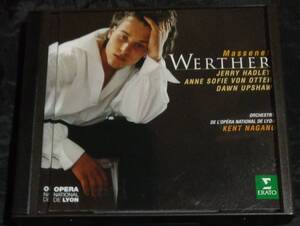 Massenet
WERTHER
JERRY HADLEY
ANNE SOFIE VON OTTER
DAWN UPSHAW
ORCHESTRE
DE L'OPÉRA NATIONAL DE LYON
KENT NAGANO
OPERA
NATIONAL
DE LYON
ERATO